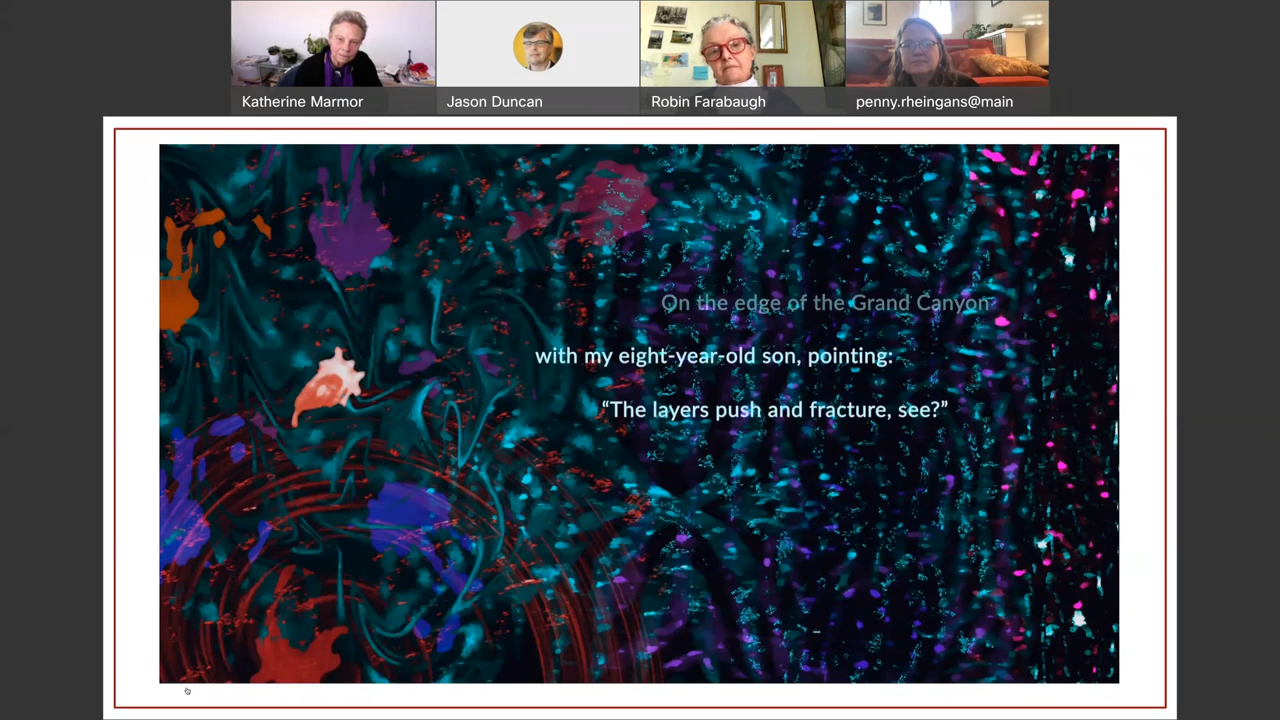 Katherine Marmor
Jason Duncan
Robin Farabaugh
penny.rheingans@main
On the edge of the Grand Canyon
with my eight-year-old son, pointing:
“The layers push and fracture, see?”